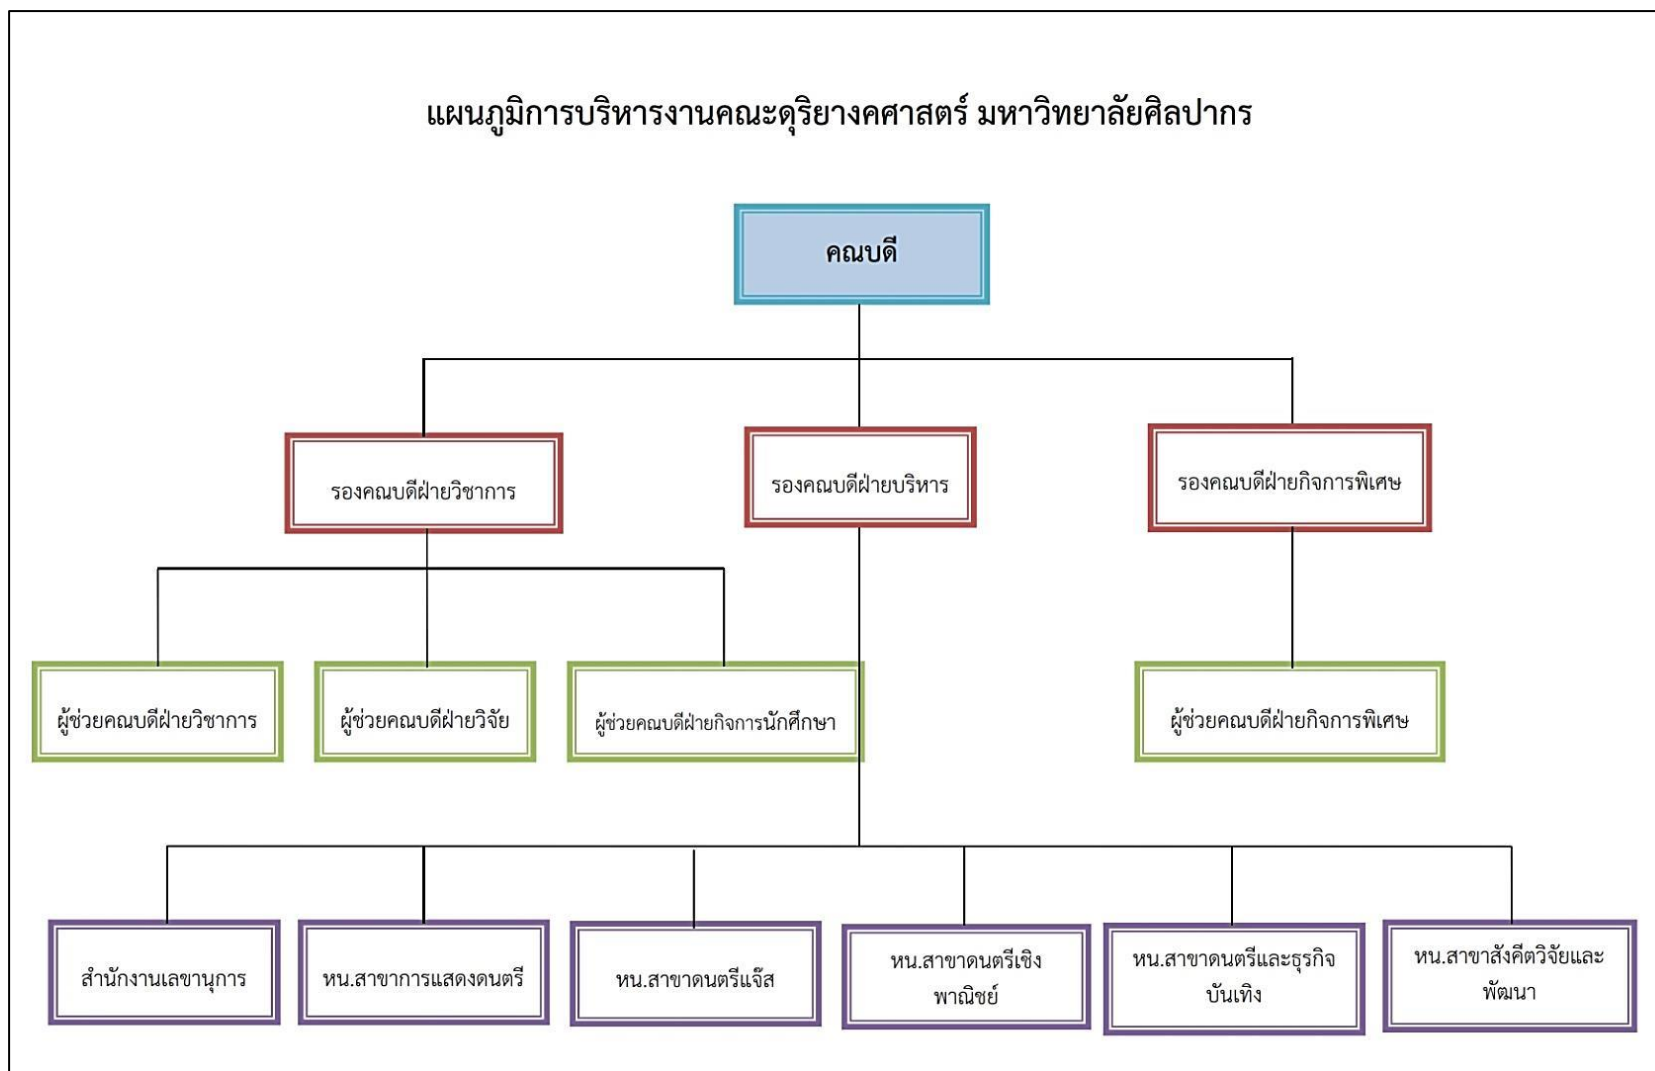 แผนภูมิการบริหารงานคณะดุริยางคศาสตร์ มหาวิทยาลัยศิลปากร
คณบดี
รองคณบดีฝ่ายวิชาการ
รองคณบดีฝ่ายบริหาร
รองคณบดีฝ่ายกิจการพิเศษ
ผู้ช่วยคณบดีฝ่ายวิชาการ
ผู้ช่วยคณบดีฝ่ายวิจัย
ผู้ช่วยคณบดีฝ่ายกิจการนักศึกษา
ผู้ช่วยคณบดีฝ่ายกิจการพิเศษ
สำนักงานเลขานุการ
หน.สาขาการแสดงดนตรี
หน.สาขาดนตรีแจ๊ส
หน.สาขาดนตรีเชิง
พาณิชย์
หน.สาขาดนตรีและธุรกิจ
บันเทิง
หน.สาขาสังคีตวิจัยและ
พัฒนา